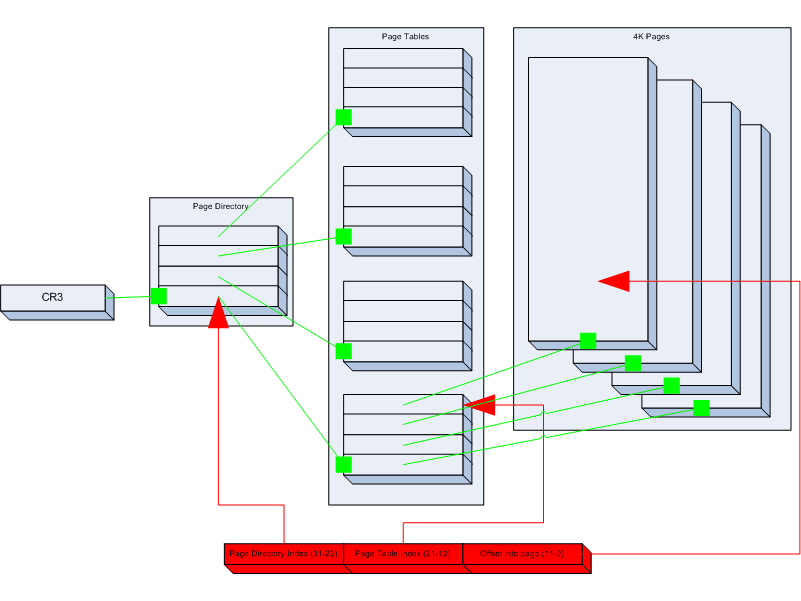 Page Tables
4K Pages
Page Directory
CR3
Page Directory Index (31-22)
Page Table Index (21-12)
Offset into page (11-0)